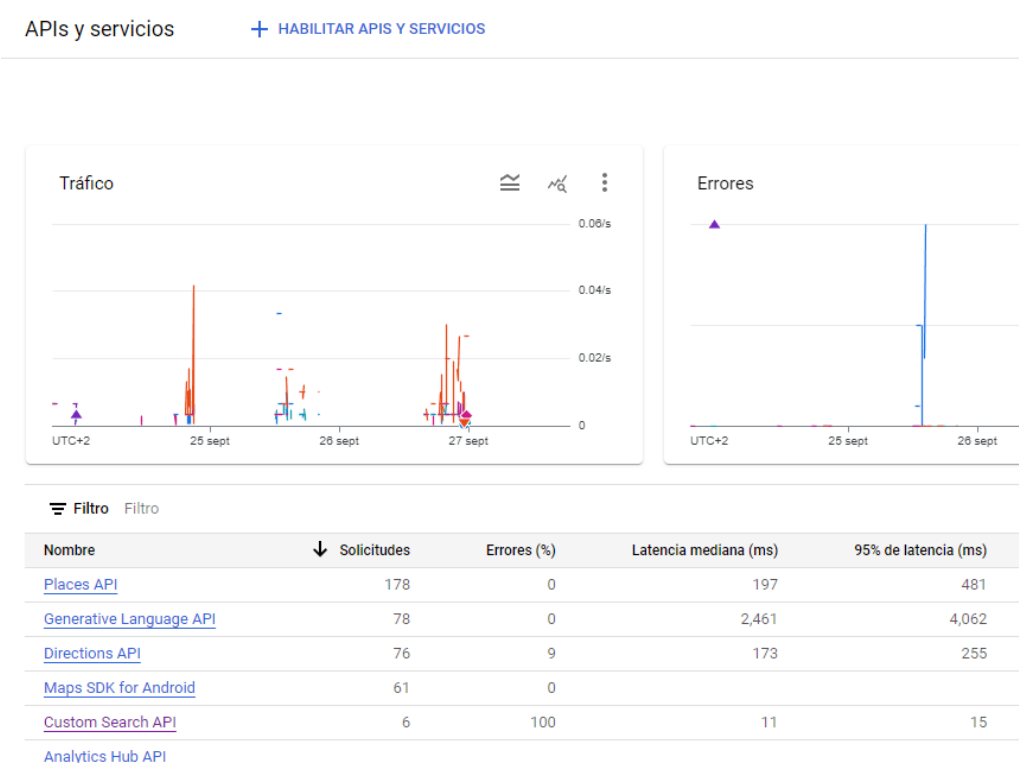 APIs y servicios
HABILITAR APIS Y SERVICIOS
Tráfico
0.06/s
0.04/s
0.02/s
0
UTC+2 25 sept 26 sept 27 sept
Errores
UTC+2 25 sept 26 sept
Filtro Filtro
Nombre Solicitudes Errores (%) Latencia mediana (ms) 95% de latencia (ms)
Places API 178 0 197 481
Generative Language API 78 0 2,461 4,062
Directions API 76 9 173 255
Maps SDK for Android 61 0
Custom Search API 6 100 11 15
Analytics Hub API